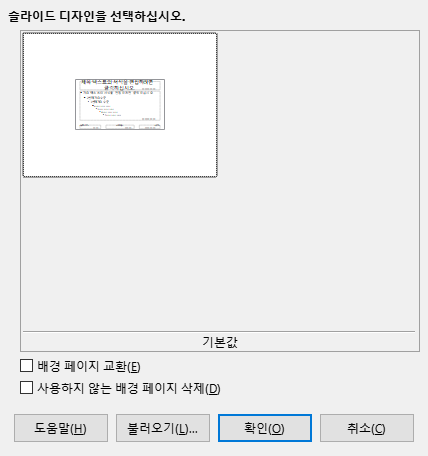 슬라이드 디자인을 선택하십시오.
기본값
배경 페이지 교환(E)
사용하지 않는 배경 페이지 삭제(D)
도움말(H)
불러오기(L)...
확인(O)
취소(C)